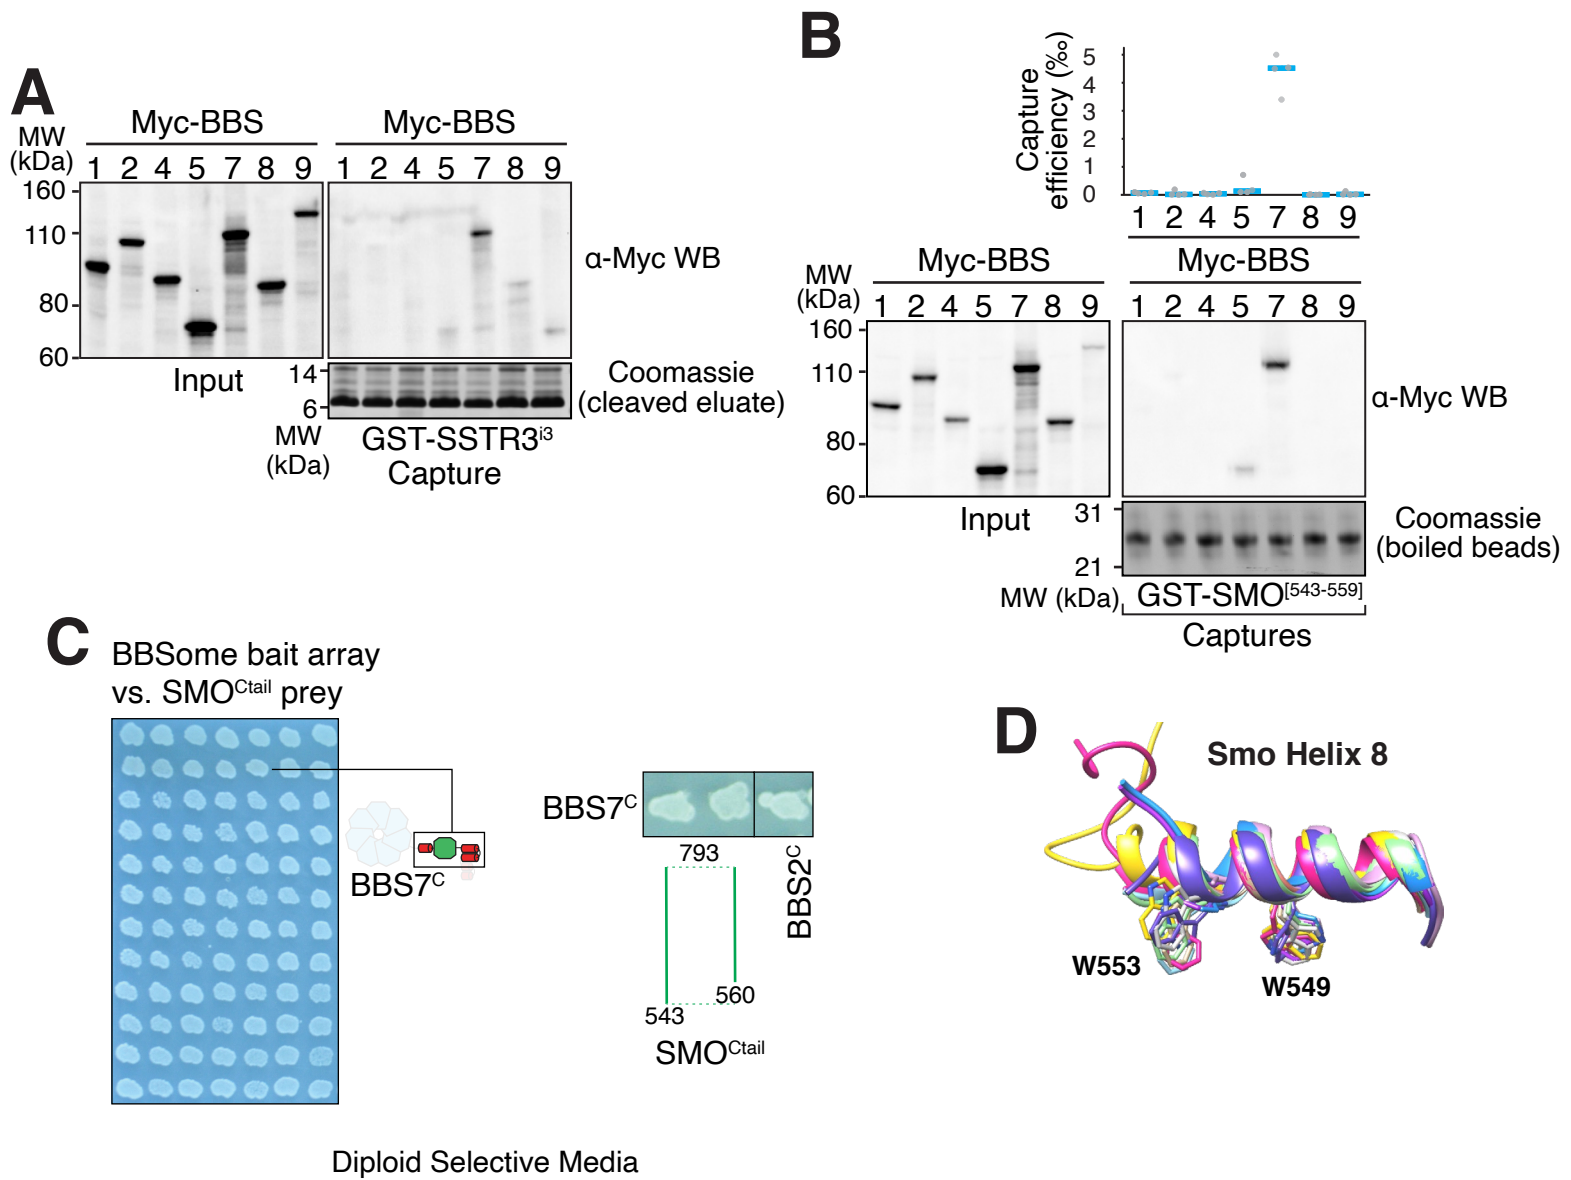 A
MW
(kDa)
Myc-BBS
Myc-BBS
1 2 4 5 7 8 9
1 2 4 5 7 8 9
160
110
80
60
α-Myc WB
Input
14
6
MW
(kDa)
Coomassie
(cleaved eluate)
GST-SSTR3i3
Capture
B
Capture
efficiency (‰)
5
4
3
2
1
0
1 2 4 5 7 8 9
MW
(kDa)
Myc-BBS
Myc-BBS
1 2 4 5 7 8 9
1 2 4 5 7 8 9
160
110
80
60
α-Myc WB
Input
31
21
Coomassie
(boiled beads)
MW (kDa)
GST-SMO[543-559]
Captures
C
BBSome bait array
vs. SMOCtail prey
BBS7C
BBS7C
BBS2C
793
560
543
SMOCtail
Diploid Selective Media
D
Smo Helix 8
W553
W549